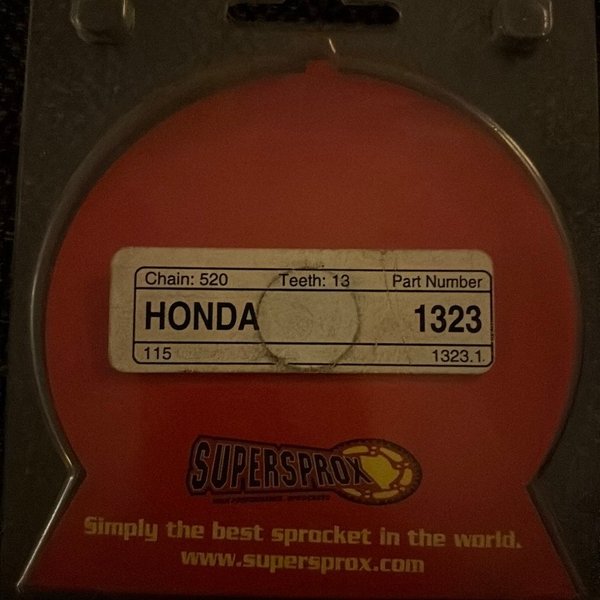 Chain: 520 Teeth: 13 Part Number
HONDA 1323
115 1323.1
SUPERSPROX
Simply the best sprocket in the world.
www.supersprox.com